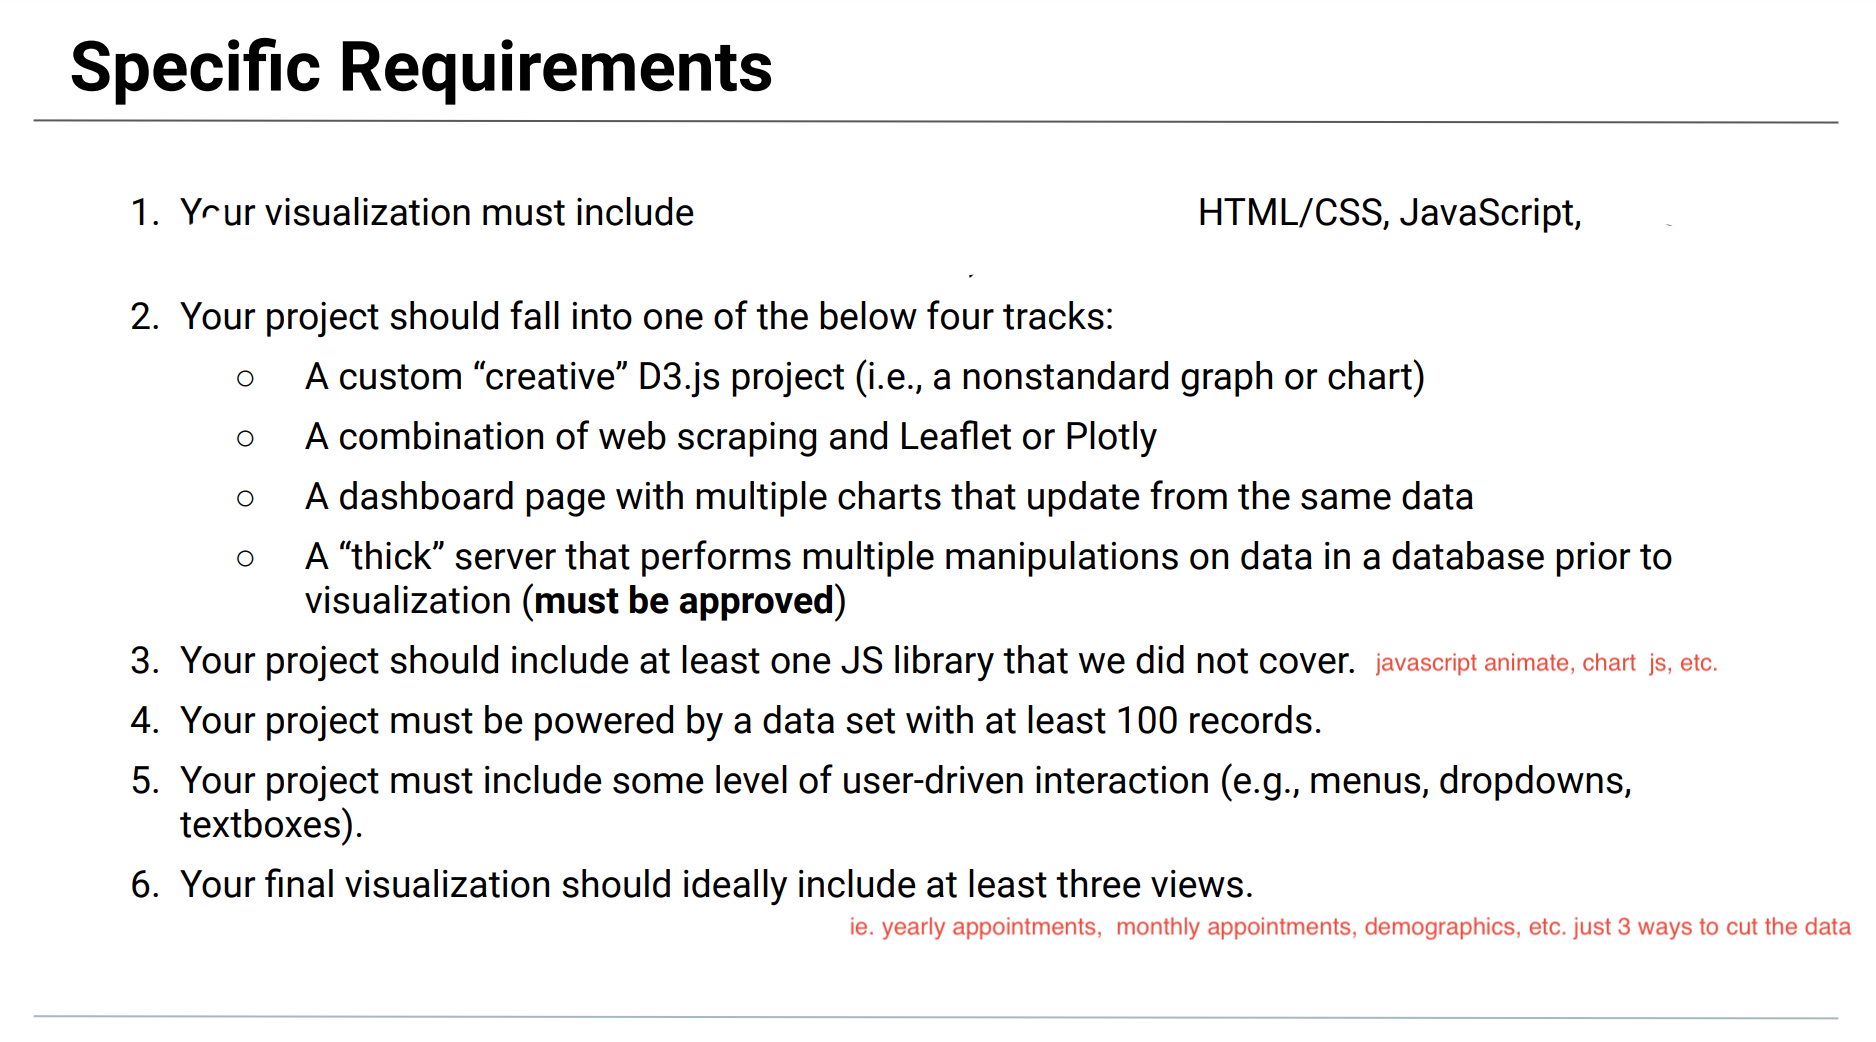 Specific Requirements
1. Your visualization must include HTML/CSS, JavaScript,
2. Your project should fall into one of the below four tracks:
○ A custom “creative” D3.js project (i.e., a nonstandard graph or chart)
○ A combination of web scraping and Leaflet or Plotly
○ A dashboard page with multiple charts that update from the same data
○ A “thick” server that performs multiple manipulations on data in a database prior to
visualization (must be approved)
3. Your project should include at least one JS library that we did not cover. javascript animate, chart js, etc.
4. Your project must be powered by a data set with at least 100 records.
5. Your project must include some level of user-driven interaction (e.g., menus, dropdowns,
textboxes).
6. Your final visualization should ideally include at least three views.
ie. yearly appointments, monthly appointments, demographics, etc. just 3 ways to cut the data